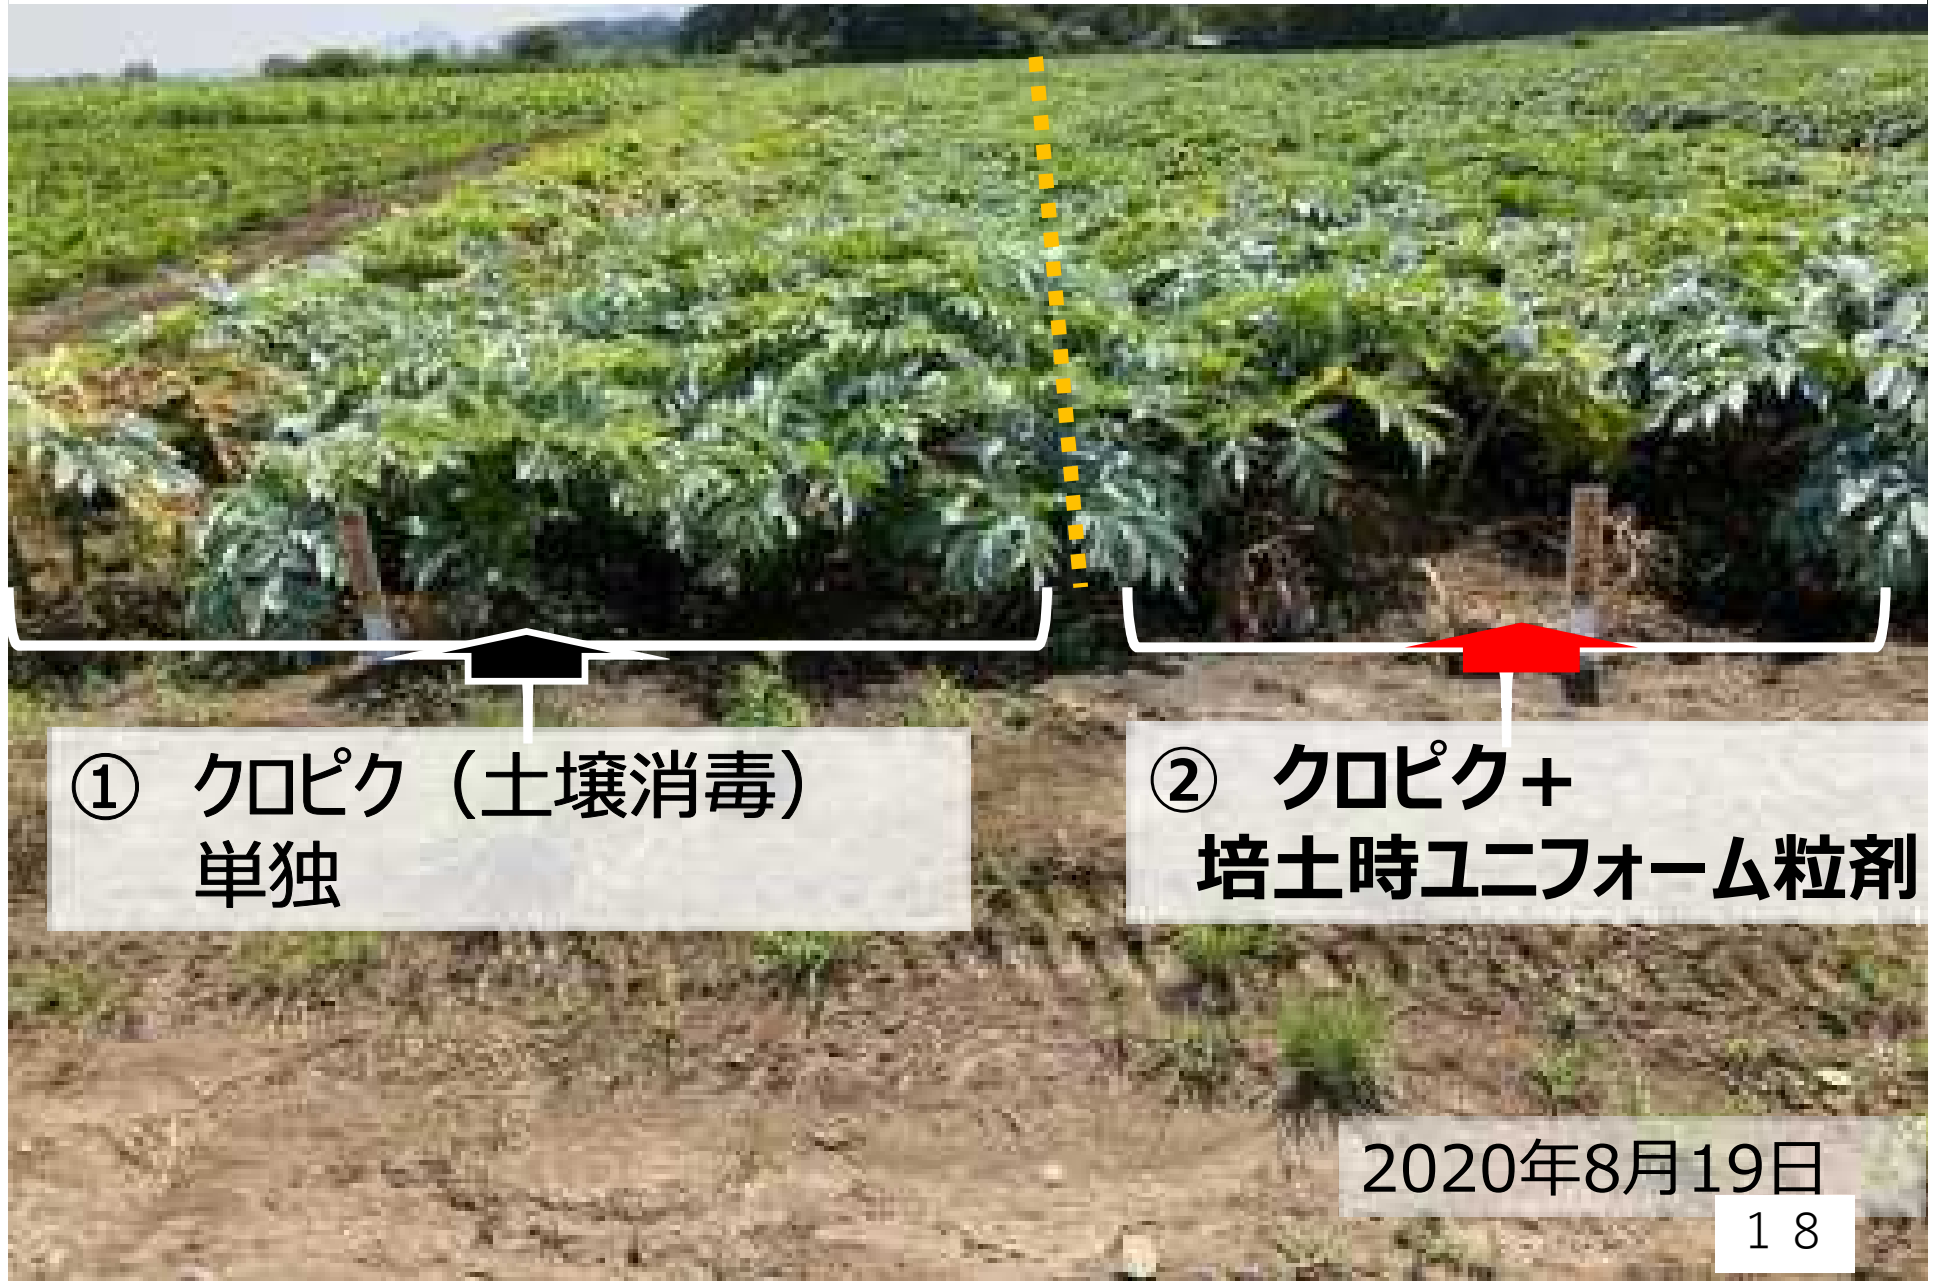 ① クロピク（土壌消毒）
単独
② クロピク＋
培土時ユニフォーム粒剤
2020年8月19日
１８